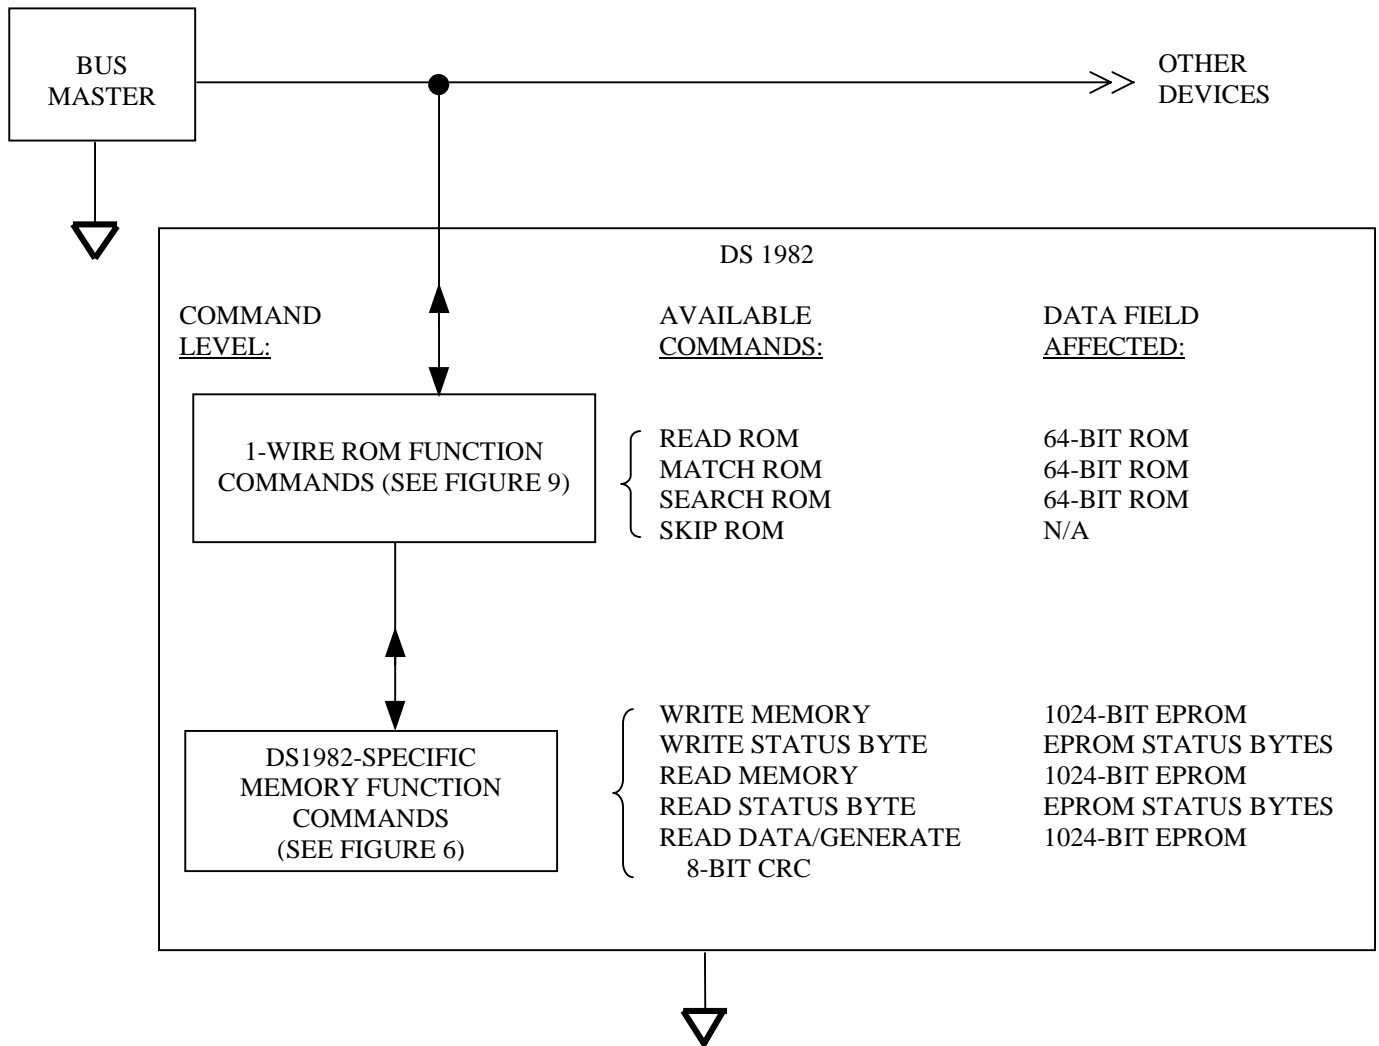 BUS
MASTER
OTHER
DEVICES
DS 1982
COMMAND
LEVEL:
AVAILABLE
COMMANDS:
DATA FIELD
AFFECTED:
1-WIRE ROM FUNCTION
COMMANDS (SEE FIGURE 9)
READ ROM
MATCH ROM
SEARCH ROM
SKIP ROM
64-BIT ROM
64-BIT ROM
64-BIT ROM
N/A
DS1982-SPECIFIC
MEMORY FUNCTION
COMMANDS
(SEE FIGURE 6)
WRITE MEMORY
WRITE STATUS BYTE
READ MEMORY
READ STATUS BYTE
READ DATA/GENERATE
8-BIT CRC
1024-BIT EPROM
EPROM STATUS BYTES
1024-BIT EPROM
EPROM STATUS BYTES
1024-BIT EPROM